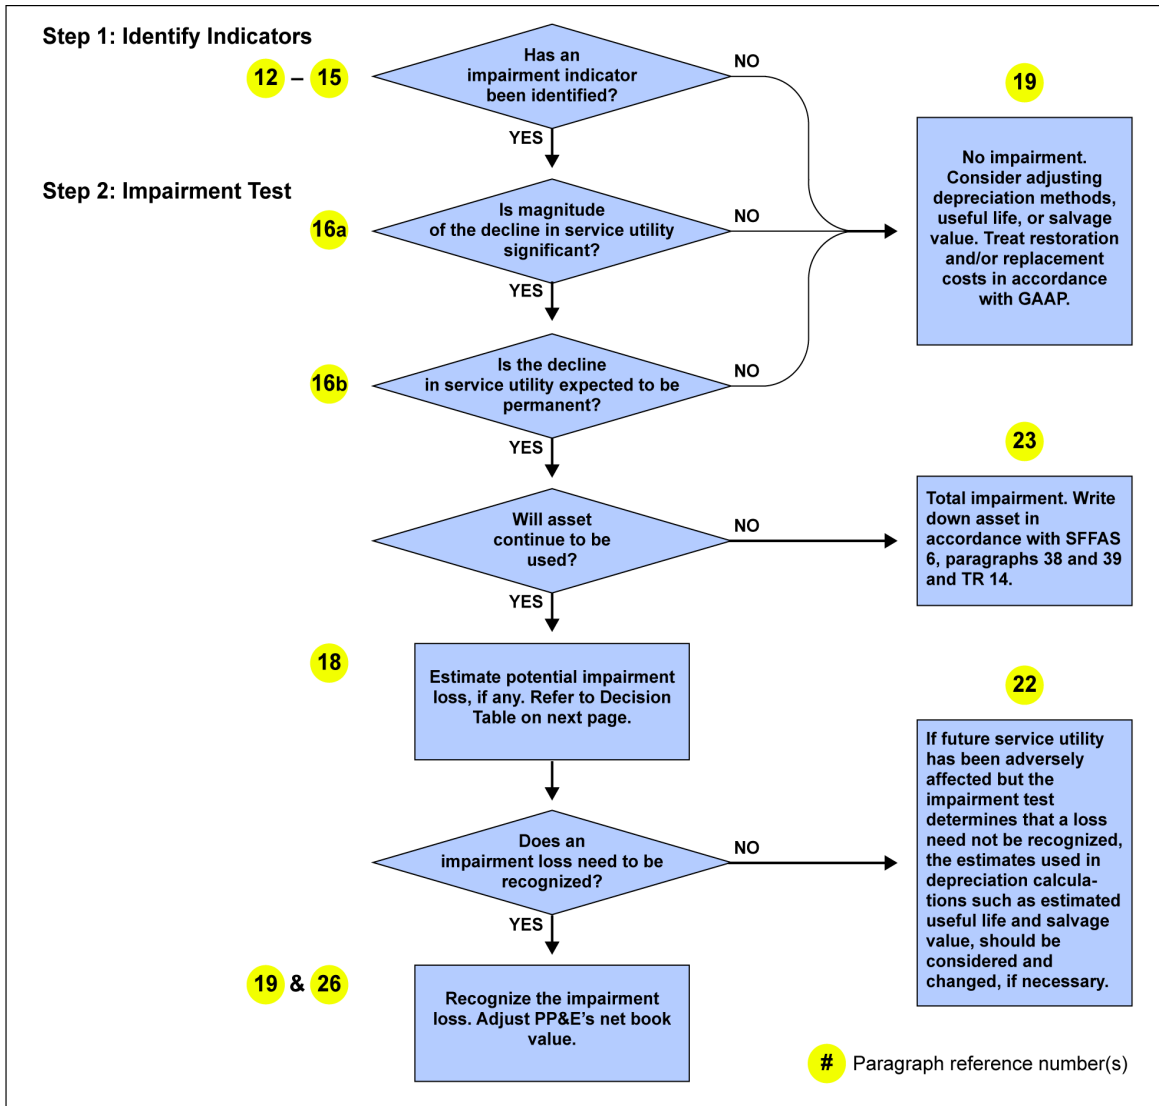 Step 1: Identify Indicators
12 – 15
Has an
impairment indicator
been identified?
NO
YES
19
No impairment.
Consider adjusting
depreciation methods,
useful life, or salvage
value. Treat restoration
and/or replacement
costs in accordance
with GAAP.
Step 2: Impairment Test
16a
Is magnitude
of the decline in service utility
significant?
NO
YES
16b
Is the decline
in service utility expected to be
permanent?
NO
YES
Will asset
continue to be
used?
NO
YES
23
Total impairment. Write
down asset in
accordance with SFFAS
6, paragraphs 38 and 39
and TR 14.
18
Estimate potential impairment
loss, if any. Refer to Decision
Table on next page.
Does an
impairment loss need to be
recognized?
NO
YES
22
If future service utility
has been adversely
affected but the
impairment test
determines that a loss
need not be recognized,
the estimates used in
depreciation calcula-
tions such as estimated
useful life and salvage
value, should be
considered and
changed, if necessary.
19 & 26
Recognize the impairment
loss. Adjust PP&E’s net book
value.
# Paragraph reference number(s)